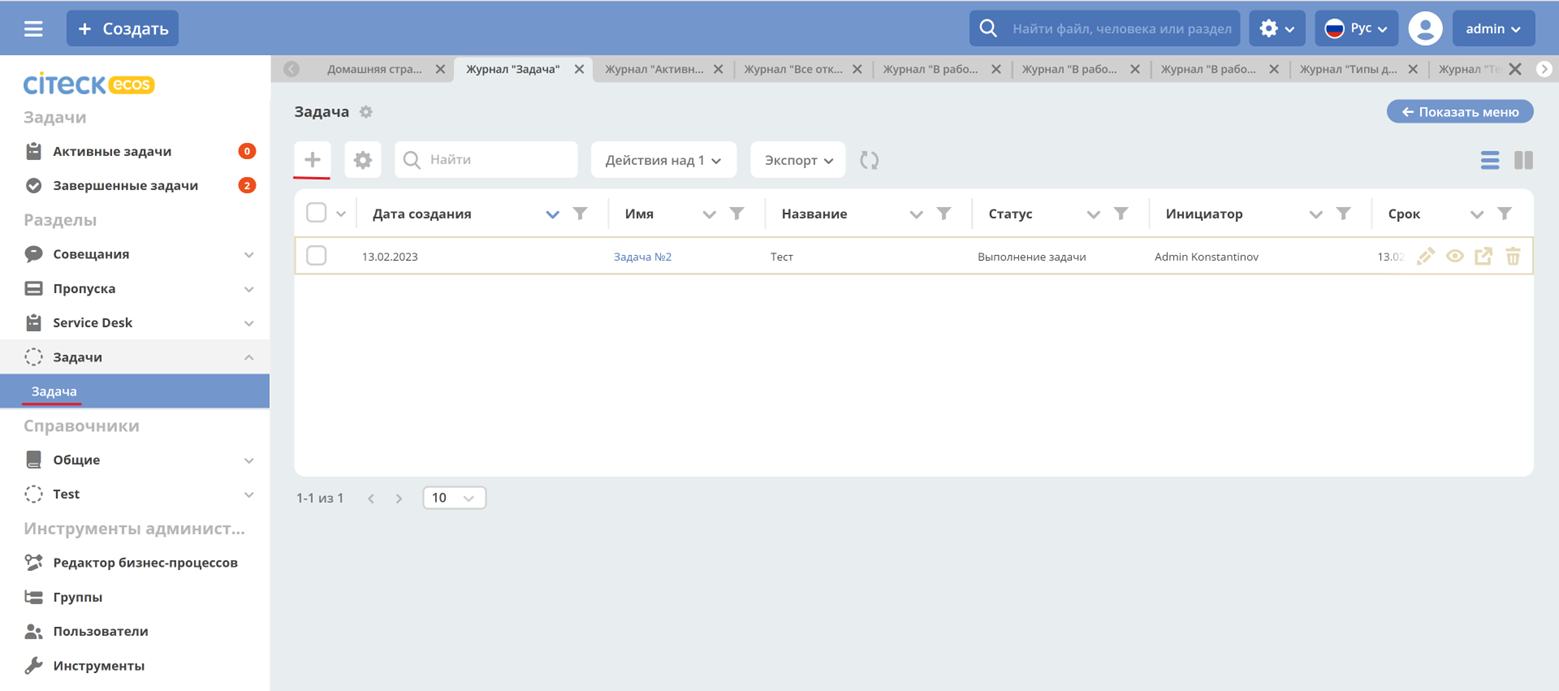 Создать
Найти файл, человека или раздел
Рус
admin
citeck ecos
Домашняя стра...
Журнал "Задача"
Журнал "Активн...
Журнал "Все отк...
Журнал "В рабо...
Журнал "В рабо...
Журнал "В рабо...
Журнал "Типы д...
Журнал
Задачи
Активные задачи 0
Завершенные задачи 2
Разделы
Совещания
Пропуска
Service Desk
Задачи
Задача
Справочники
Общие
Test
Инструменты админист...
Редактор бизнес-процессов
Группы
Пользователи
Инструменты
Задача
Показать меню
Найти
Действия над 1
Экспорт
Дата создания Имя Название Статус Инициатор Срок
13.02.2023 Задача №2 Тест Выполнение задачи Admin Konstantinov 13.02
1-1 из 1
10